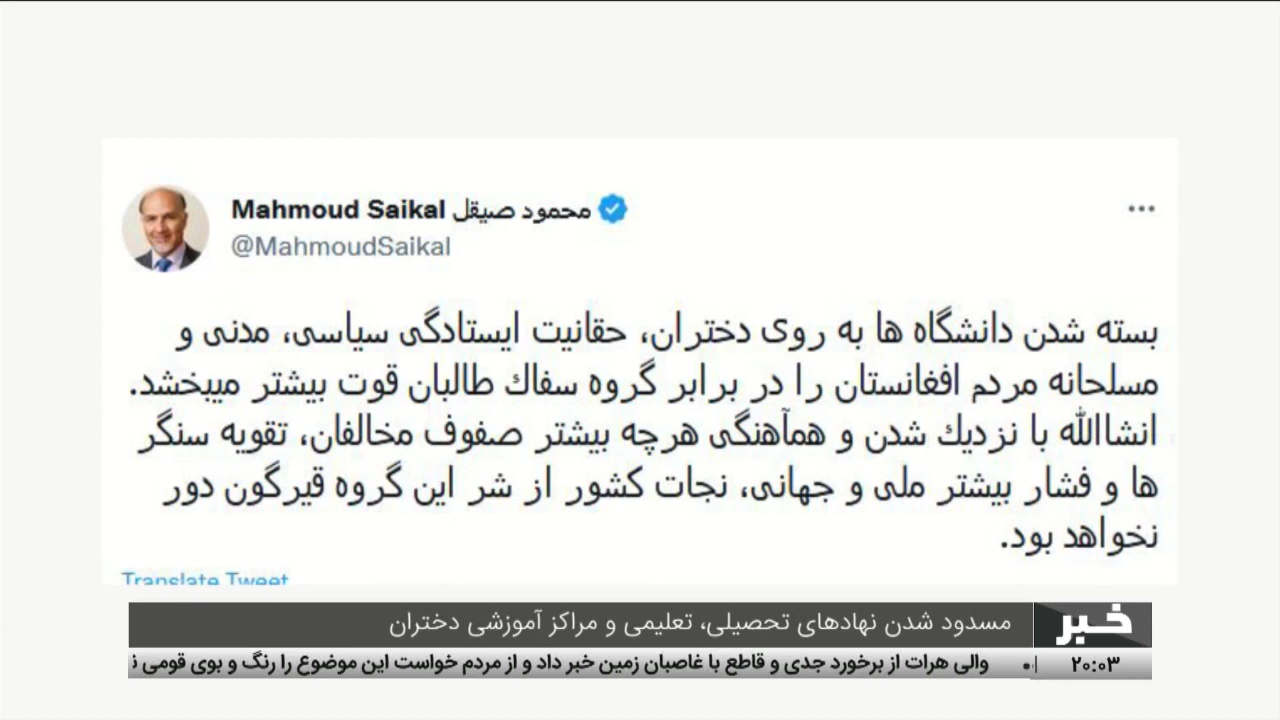 Mahmoud Saikal محمود صیقل
@MahmoudSaikal
بسته شدن دانشگاه ها به روی دختران، حقانیت ایستادگی سیاسی، مدنی و
مسلحانه مردم افغانستان را در برابر گروه سفاك طالبان قوت بیشتر میبخشد.
انشاالله با نزدیك شدن و همآهنگی هرچه بیشتر صفوف مخالفان، تقویه سنگر
ها و فشار بیشتر ملی و جهانی، نجات کشور از شر این گروه قیرگون دور
نخواهد بود.
Translate Tweet
خبر
مسدود شدن نهادهای تحصیلی، تعلیمی و مراکز آموزشی دختران
۲۰:۰۳
والی هرات از برخورد جدی و قاطع با غاصبان زمین خبر داد و از مردم خواست این موضوع را رنگ و بوی قومی